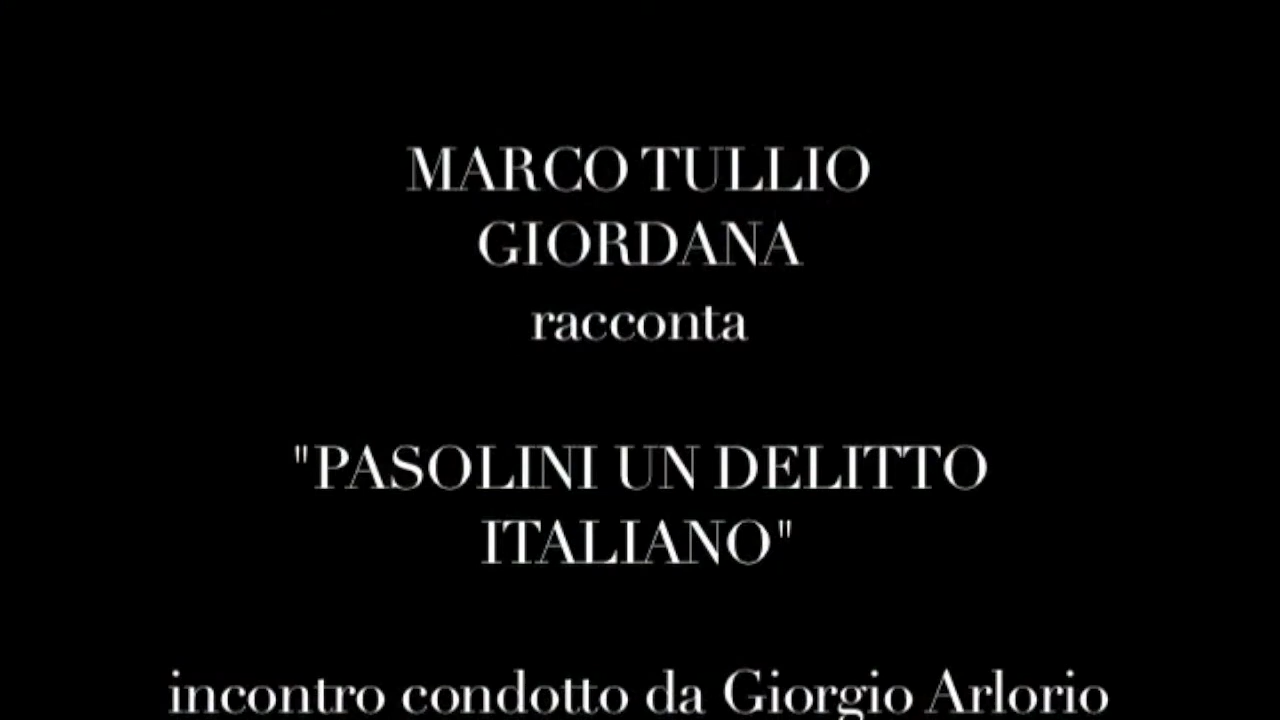 MARCO TULLIO
GIORDANA
racconta
"PASOLINI UN DELITTO
ITALIANO"
incontro condotto da Giorgio Arlorio